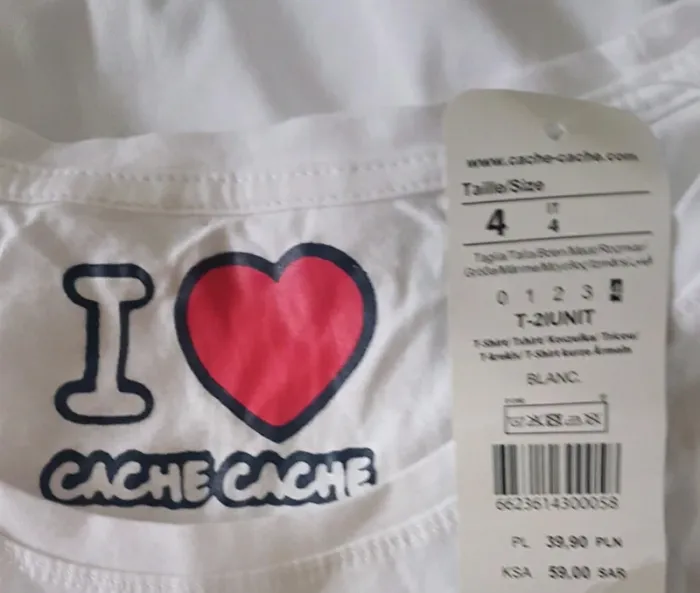 I
CACHE CACHE
www.cache-cache.com
Taille/Size
IT
4 4
0 1 2 3 4
T-2IUNIT
BLANC.
6623614300058
PL 39,90 PLN
KSA 59,00 SAR